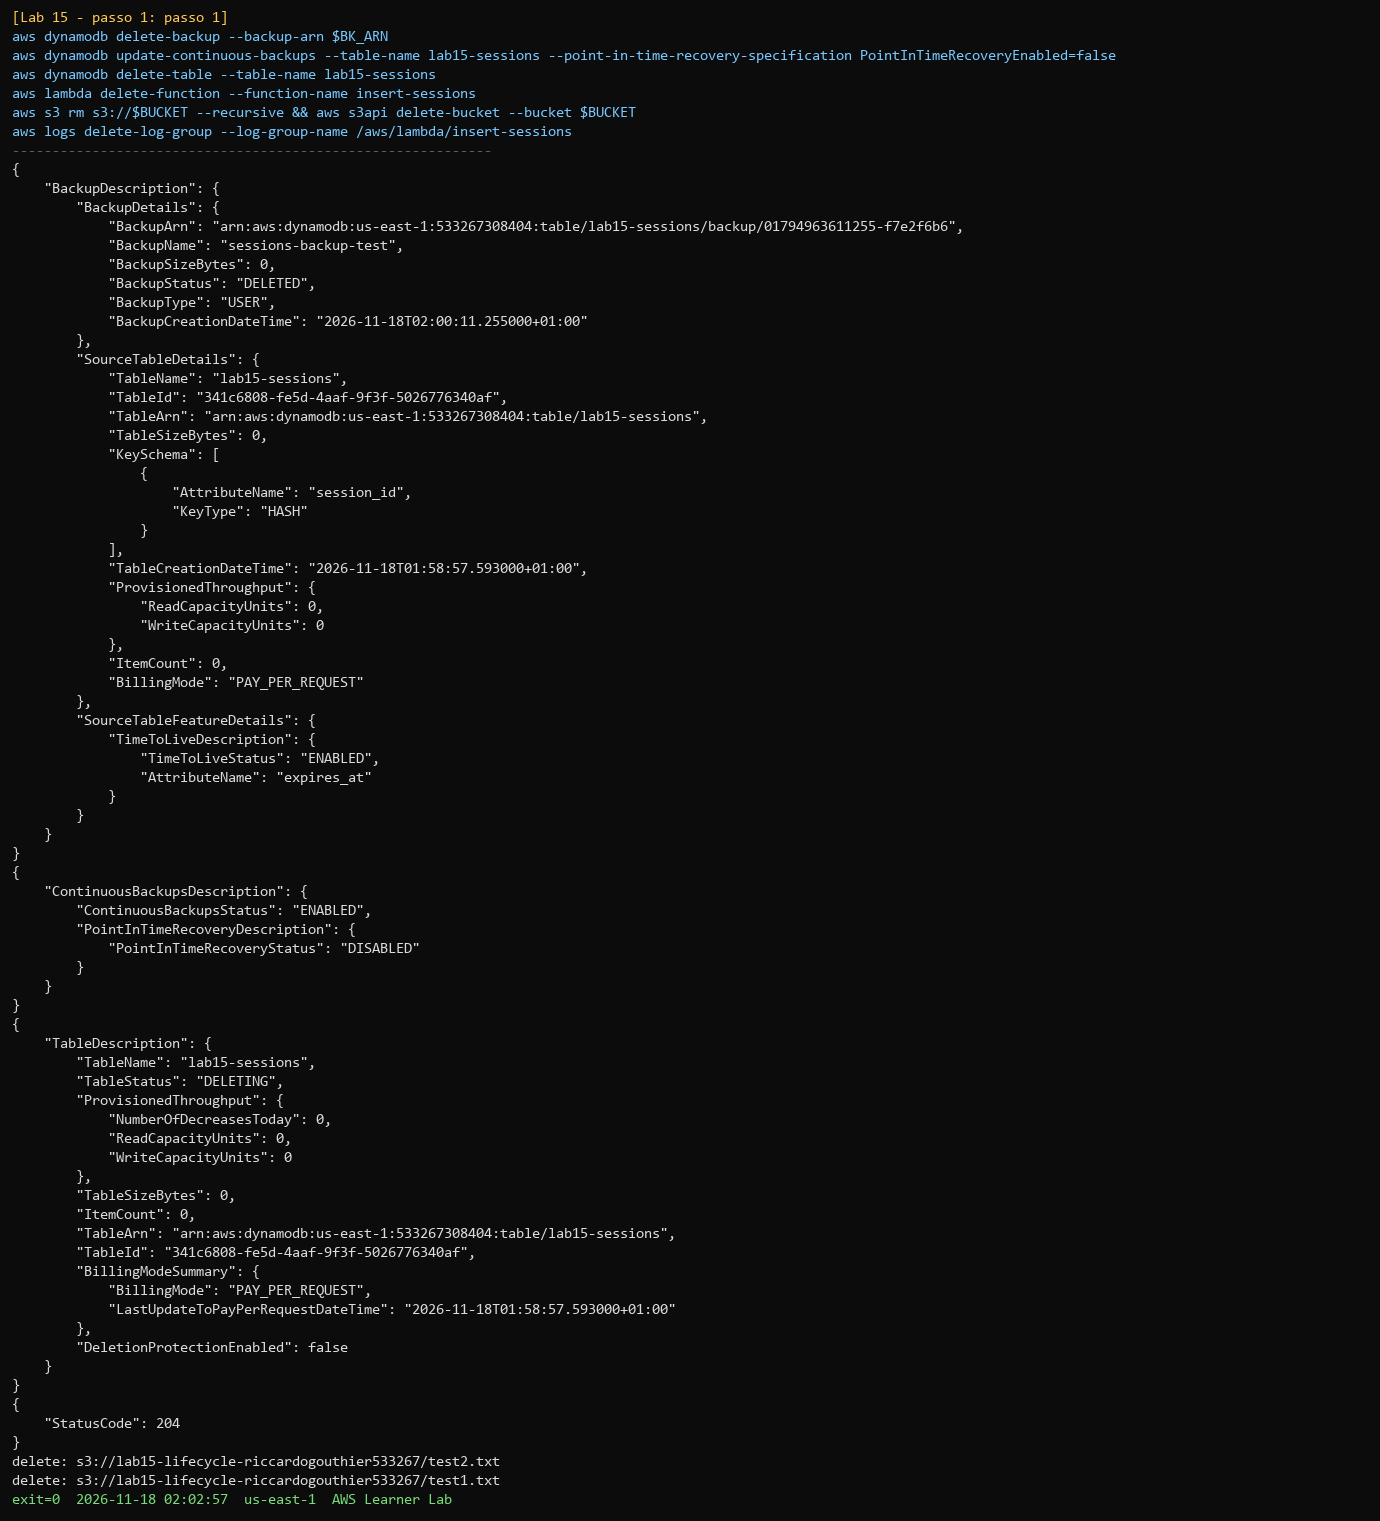 [Lab 15 - passo 1: passo 1]
aws dynamodb delete-backup --backup-arn $BK_ARN
aws dynamodb update-continuous-backups --table-name lab15-sessions --point-in-time-recovery-specification PointInTimeRecoveryEnabled=false
aws dynamodb delete-table --table-name lab15-sessions
aws lambda delete-function --function-name insert-sessions
aws s3 rm s3://$BUCKET --recursive && aws s3api delete-bucket --bucket $BUCKET
aws logs delete-log-group --log-group-name /aws/lambda/insert-sessions
------------------------------------------------------------
{
    "BackupDescription": {
        "BackupDetails": {
            "BackupArn": "arn:aws:dynamodb:us-east-1:533267308404:table/lab15-sessions/backup/01794963611255-f7e2f6b6",
            "BackupName": "sessions-backup-test",
            "BackupSizeBytes": 0,
            "BackupStatus": "DELETED",
            "BackupType": "USER",
            "BackupCreationDateTime": "2026-11-18T02:00:11.255000+01:00"
        },
        "SourceTableDetails": {
            "TableName": "lab15-sessions",
            "TableId": "341c6808-fe5d-4aaf-9f3f-5026776340af",
            "TableArn": "arn:aws:dynamodb:us-east-1:533267308404:table/lab15-sessions",
            "TableSizeBytes": 0,
            "KeySchema": [
                {
                    "AttributeName": "session_id",
                    "KeyType": "HASH"
                }
            ],
            "TableCreationDateTime": "2026-11-18T01:58:57.593000+01:00",
            "ProvisionedThroughput": {
                "ReadCapacityUnits": 0,
                "WriteCapacityUnits": 0
            },
            "ItemCount": 0,
            "BillingMode": "PAY_PER_REQUEST"
        },
        "SourceTableFeatureDetails": {
            "TimeToLiveDescription": {
                "TimeToLiveStatus": "ENABLED",
                "AttributeName": "expires_at"
            }
        }
    }
}
{
    "ContinuousBackupsDescription": {
        "ContinuousBackupsStatus": "ENABLED",
        "PointInTimeRecoveryDescription": {
            "PointInTimeRecoveryStatus": "DISABLED"
        }
    }
}
{
    "TableDescription": {
        "TableName": "lab15-sessions",
        "TableStatus": "DELETING",
        "ProvisionedThroughput": {
            "NumberOfDecreasesToday": 0,
            "ReadCapacityUnits": 0,
            "WriteCapacityUnits": 0
        },
        "TableSizeBytes": 0,
        "ItemCount": 0,
        "TableArn": "arn:aws:dynamodb:us-east-1:533267308404:table/lab15-sessions",
        "TableId": "341c6808-fe5d-4aaf-9f3f-5026776340af",
        "BillingModeSummary": {
            "BillingMode": "PAY_PER_REQUEST",
            "LastUpdateToPayPerRequestDateTime": "2026-11-18T01:58:57.593000+01:00"
        },
        "DeletionProtectionEnabled": false
    }
}
{
    "StatusCode": 204
}
delete: s3://lab15-lifecycle-riccardogouthier533267/test2.txt
delete: s3://lab15-lifecycle-riccardogouthier533267/test1.txt
exit=0  2026-11-18 02:02:57  us-east-1  AWS Learner Lab